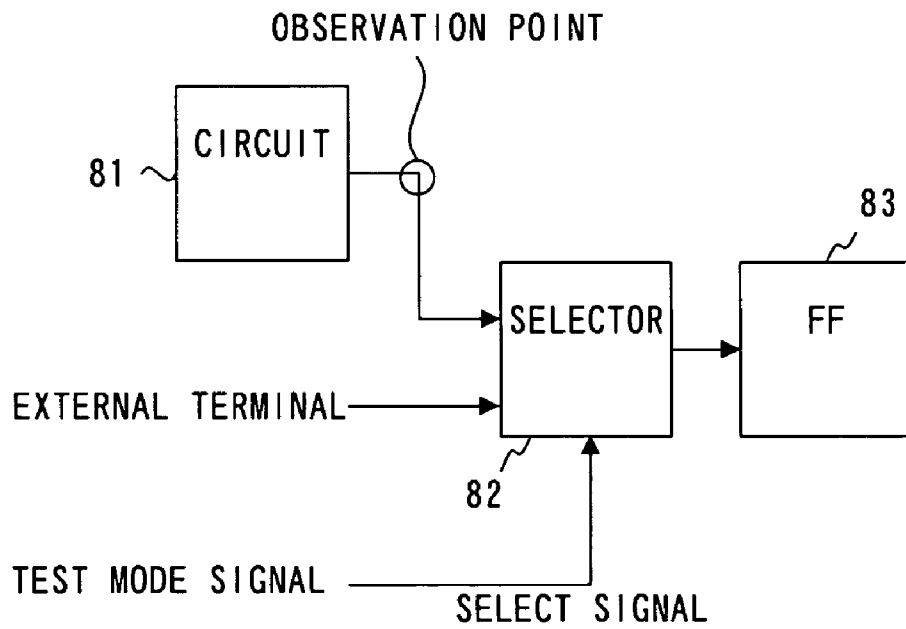 OBSERVATION POINT
CIRCUIT
81
83
SELECTOR
FF
EXTERNAL TERMINAL
82
TEST MODE SIGNAL
SELECT SIGNAL